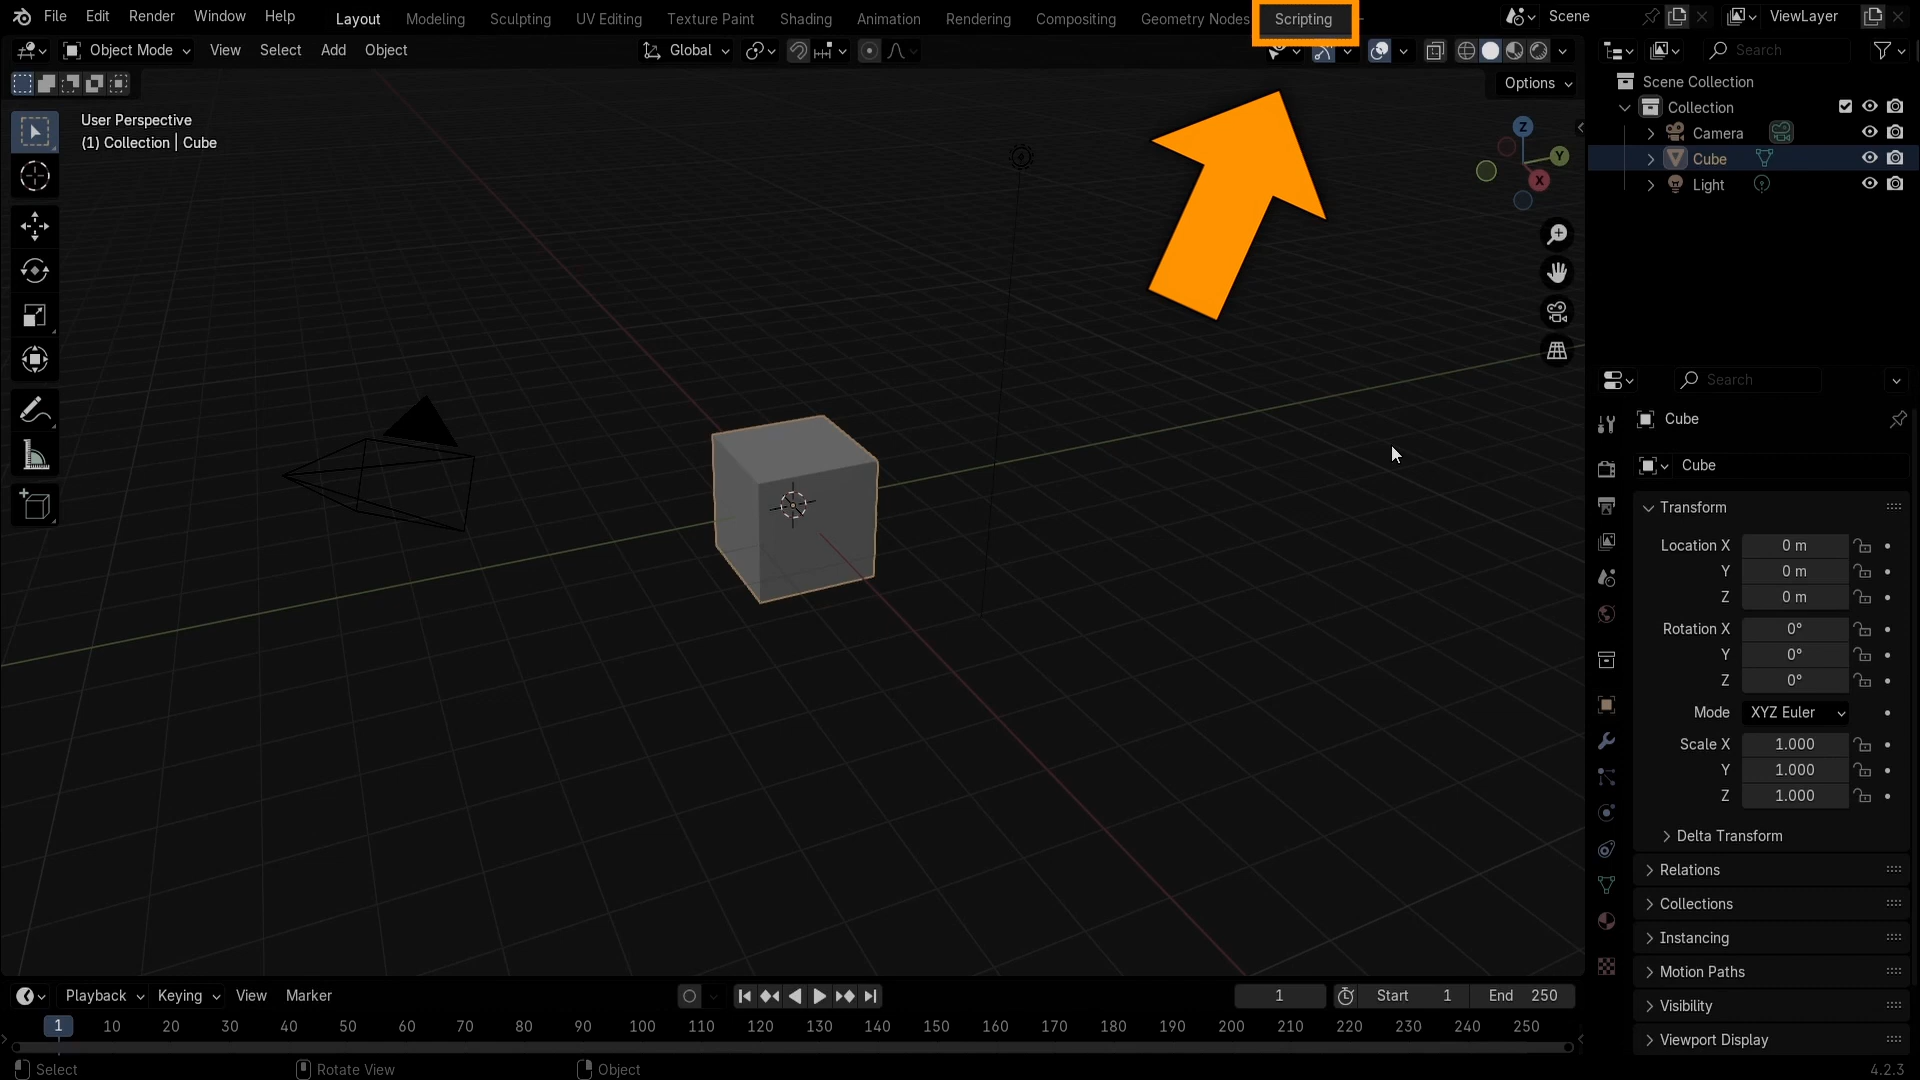 File Edit Render Window Help Layout Modeling Sculpting UV Editing Texture Paint Shading Animation Rendering Compositing Geometry Nodes Scripting Scene ViewLayer
Object Mode View Select Add Object Global Search
Options
User Perspective
(1) Collection | Cube
Z
Y
X
Scene Collection
Collection
Camera
Cube
Light
Search
Cube
Cube
Transform
Location X 0 m
Y 0 m
Z 0 m
Rotation X 0°
Y 0°
Z 0°
Mode XYZ Euler
Scale X 1.000
Y 1.000
Z 1.000
Delta Transform
Relations
Collections
Instancing
Motion Paths
Visibility
Viewport Display
Playback Keying View Marker 1 Start 1 End 250
1 10 20 30 40 50 60 70 80 90 100 110 120 130 140 150 160 170 180 190 200 210 220 230 240 250
Select Rotate View Object 4.2.3